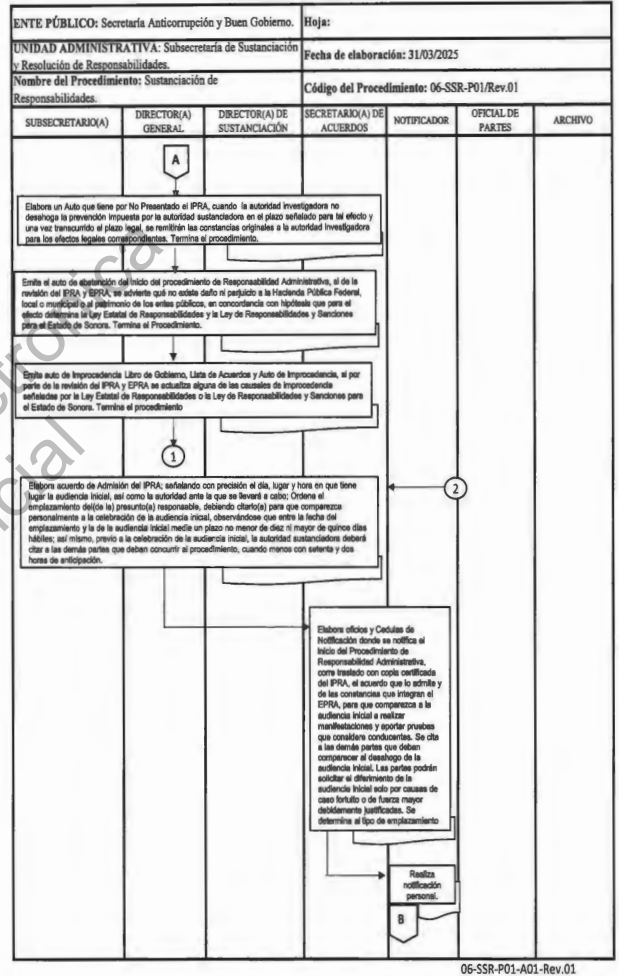 ENTE PÚBLICO: Secretaría Anticorrupción y Buen Gobierno.
Hoja:
UNIDAD ADMINISTRATIVA: Subsecretaría de Sustanciación
y Resolución de Responsabilidades.
Fecha de elaboración: 31/03/2025
Nombre del Procedimiento: Sustanciación de
Responsabilidades.
Código del Procedimiento: 06-SSR-P01/Rev.01
SUBSECRETARIO(A)
DIRECTOR(A)
GENERAL
DIRECTOR(A) DE
SUSTANCIACIÓN
SECRETARIO(A) DE
ACUERDOS
NOTIFICADOR
OFICIAL DE
PARTES
ARCHIVO
A
Elabora un Auto que tiene por No Presentado el IPRA, cuando la autoridad investigadora no
desahoga la prevención impuesta por la autoridad sustanciadora en el plazo señalado para tal efecto y
una vez transcurrido el plazo legal, se remitirán las constancias originales a la autoridad investigadora
para los efectos legales correspondientes. Termina el procedimiento.
Emite el auto de abstención del inicio del procedimiento de Responsabilidad Administrativa, si de la
revisión del IPRA y EPRA, se advierte qué no existe daño ni perjuicio a la Hacienda Pública Federal,
local o municipal o al patrimonio de los entes públicos, en concordancia con hipótesis que para el
efecto determina la Ley Estatal de Responsabilidades y la Ley de Responsabilidades y Sanciones
para el Estado de Sonora. Termina el Procedimiento.
Emite auto de Improcedencia Libro de Gobierno, Lista de Acuerdos y Auto de Improcedencia, si por
parte de la revisión del IPRA y EPRA se actualiza alguna de las causales de improcedencia
señaladas por la Ley Estatal de Responsabilidades o la Ley de Responsabilidades y Sanciones para
el Estado de Sonora. Termina el procedimiento
1
Elabora acuerdo de Admisión del IPRA; señalando con precisión el día, lugar y hora en que tiene
lugar la audiencia inicial, así como la autoridad ante la que se llevará a cabo; Ordena el
emplazamiento del(de la) presunto(a) responsable, debiendo citarlo(a) para que comparezca
personalmente a la celebración de la audiencia inicial, observándose que entre la fecha del
emplazamiento y la de la audiencia inicial medie un plazo no menor de diez ni mayor de quince días
hábiles; así mismo, previo a la celebración de la audiencia inicial, la autoridad sustanciadora deberá
citar a las demás partes que deban concurrir al procedimiento, cuando menos con setenta y dos
horas de anticipación.
2
Elabora oficios y Cedulas de
Notificación donde se notifica el
Inicio del Procedimiento de
Responsabilidad Administrativa,
corre traslado con copia certificada
del IPRA, el acuerdo que lo admite y
de las constancias que integran el
EPRA, para que comparezca a la
audiencia inicial a realizar
manifestaciones y aportar pruebas
que considere conducentes. Se cita
a las demás partes que deban
comparecer al desahogo de la
audiencia inicial. Las partes podrán
solicitar el diferimiento de la
audiencia inicial solo por causas de
caso fortuito o de fuerza mayor
debidamente justificadas. Se
determina el tipo de emplazamiento
Realiza
notificación
personal.
B
06-SSR-P01-A01-Rev.01